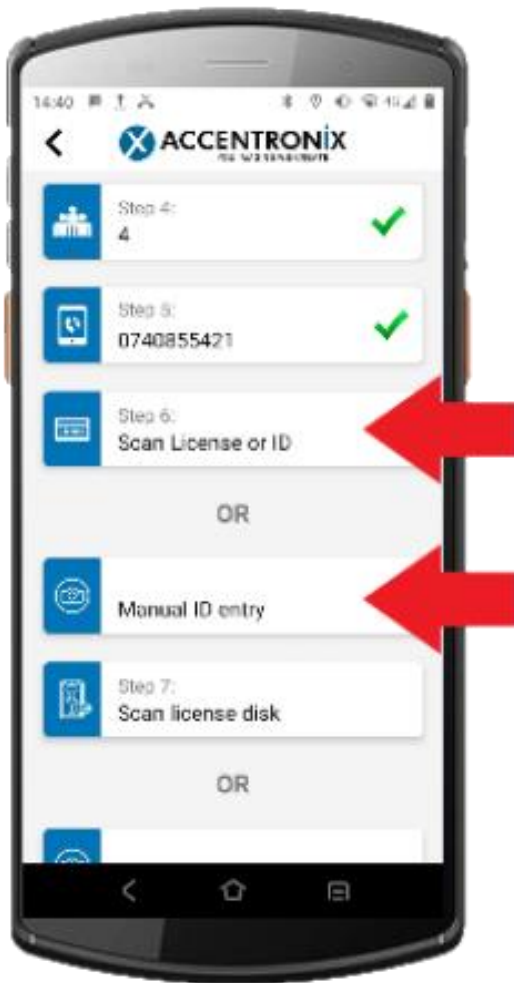 14:40
ACCENTRONiX
Step 4:
4
Step 5:
0740855421
Step 6:
Scan License or ID
OR
Manual ID entry
Step 7:
Scan license disk
OR